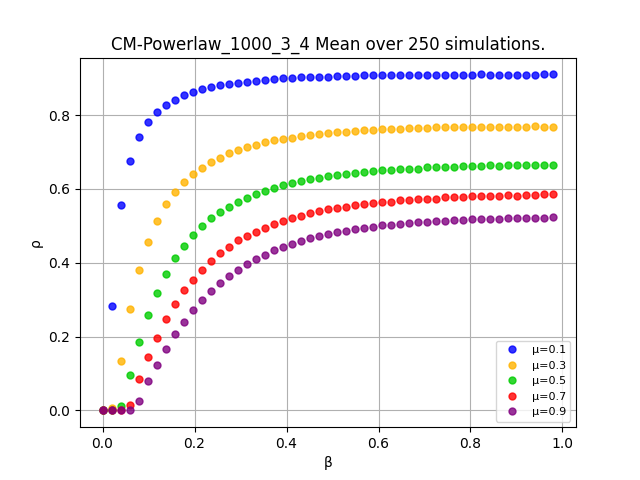 CM-Powerlaw_1000_3_4 Mean over 250 simulations.
ρ
0.8
0.6
0.4
0.2
0.0
0.0 0.2 0.4 0.6 0.8 1.0
β
μ=0.1
μ=0.3
μ=0.5
μ=0.7
μ=0.9